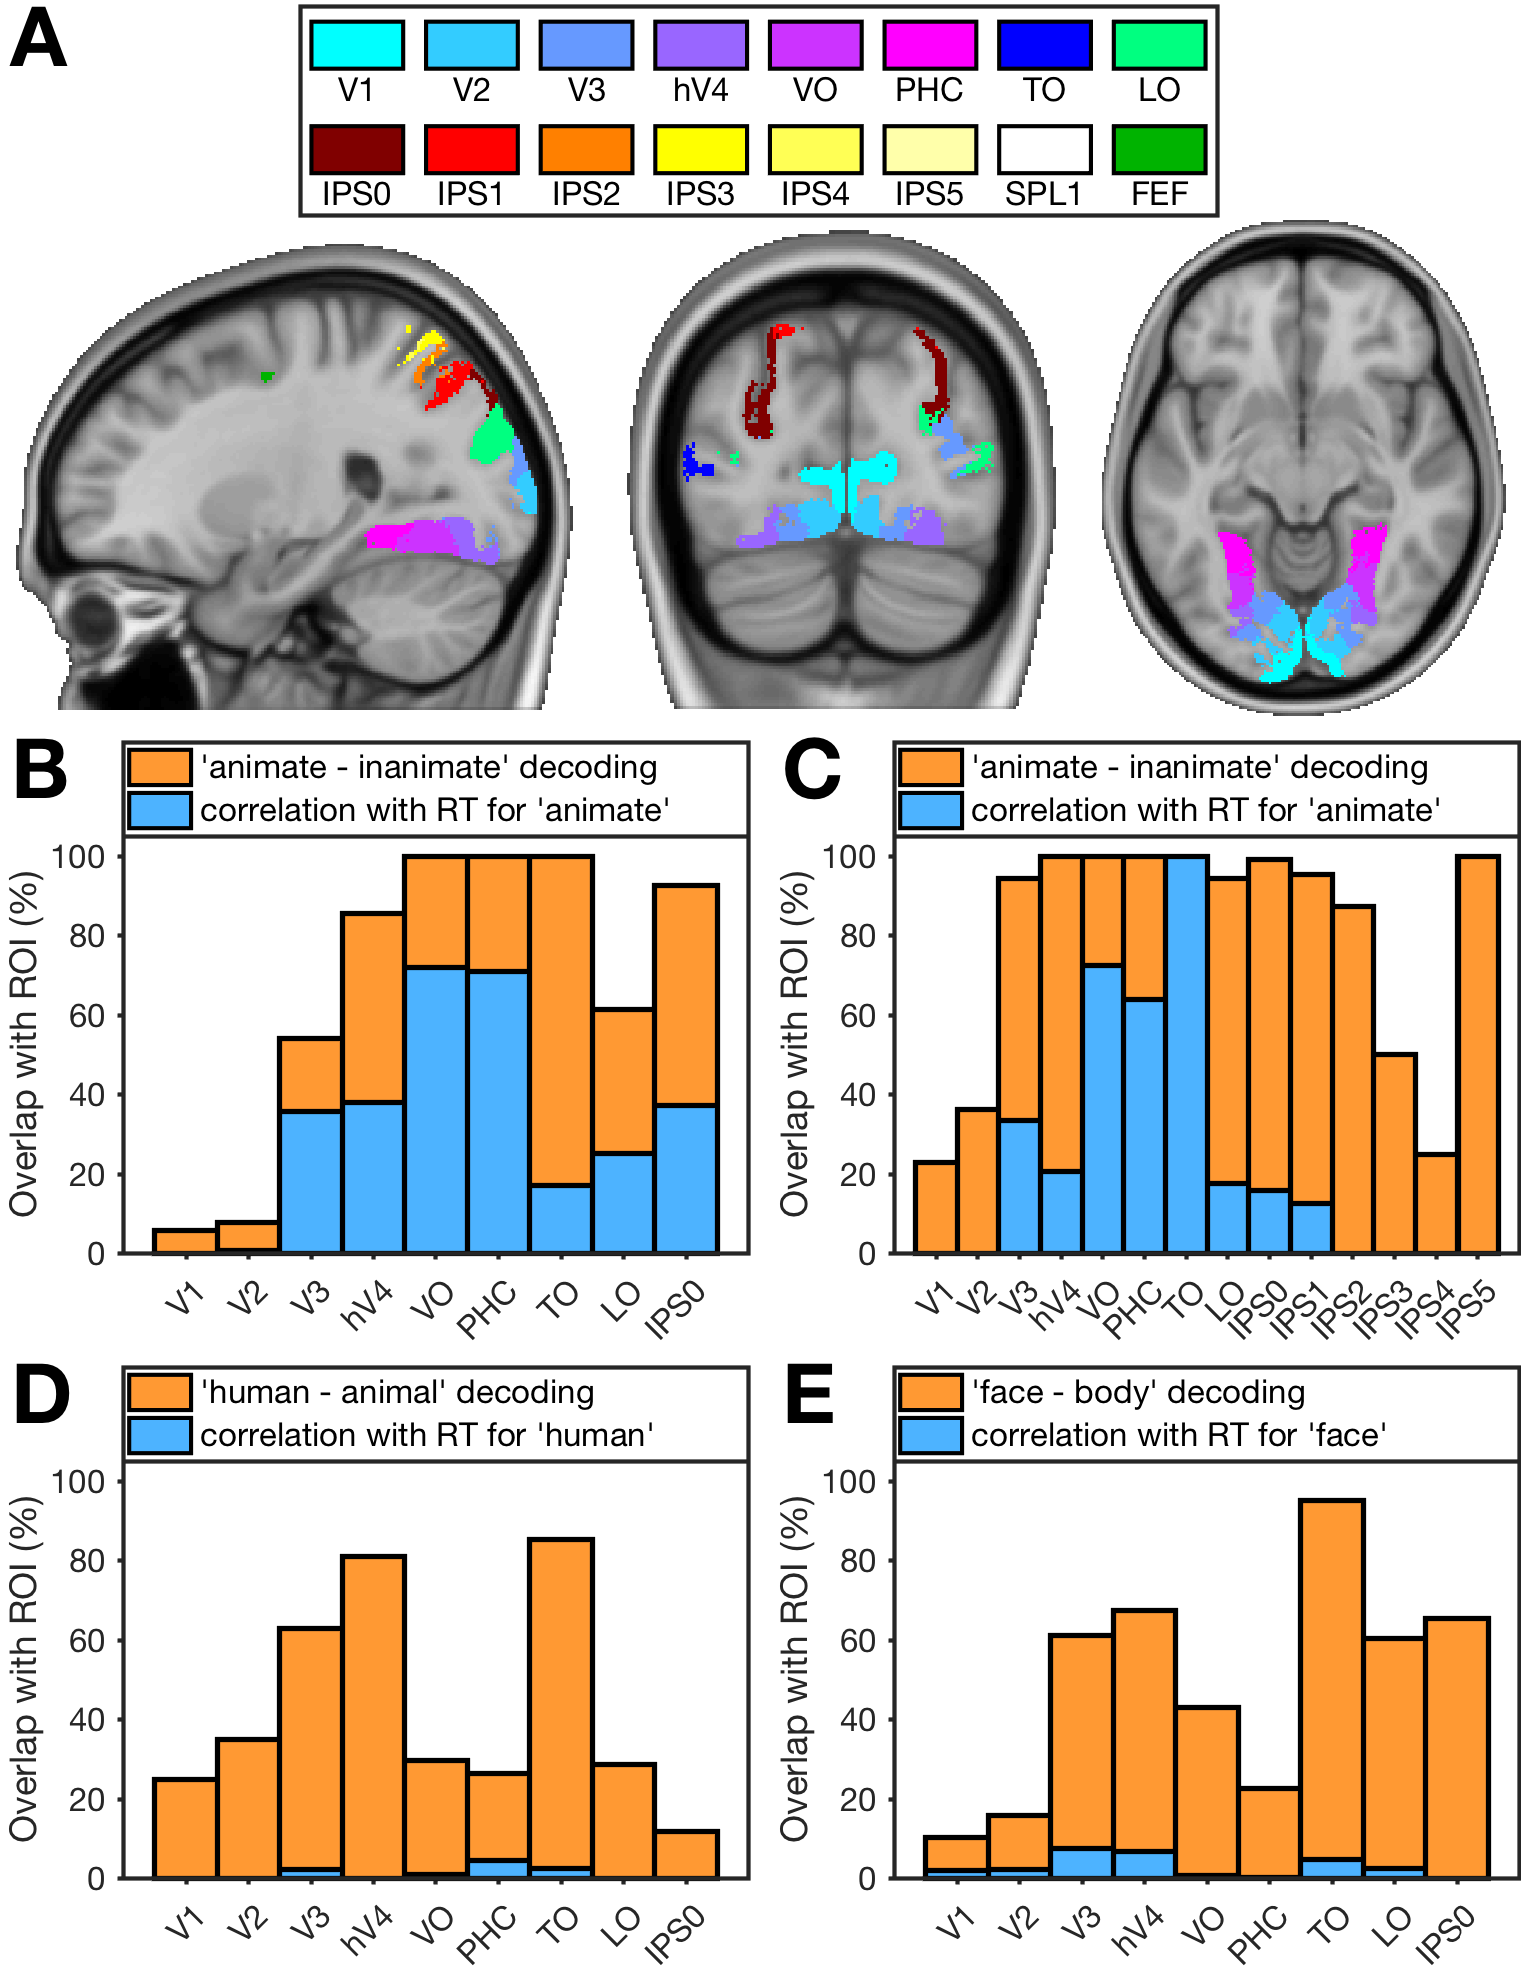 A
V1 V2 V3 hV4 VO PHC TO LO
IPS0 IPS1 IPS2 IPS3 IPS4 IPS5 SPL1 FEF
B
'animate - inanimate' decoding
correlation with RT for 'animate'
Overlap with ROI (%)
100
80
60
40
20
0
V1 V2 V3 hV4 VO PHC TO LO IPS0
C
'animate - inanimate' decoding
correlation with RT for 'animate'
Overlap with ROI (%)
100
80
60
40
20
0
V1 V2 V3 hV4 VO PHC TO LO IPS0 IPS1 IPS2 IPS3 IPS4 IPS5
D
'human - animal' decoding
correlation with RT for 'human'
Overlap with ROI (%)
100
80
60
40
20
0
V1 V2 V3 hV4 VO PHC TO LO IPS0
E
'face - body' decoding
correlation with RT for 'face'
Overlap with ROI (%)
100
80
60
40
20
0
V1 V2 V3 hV4 VO PHC TO LO IPS0